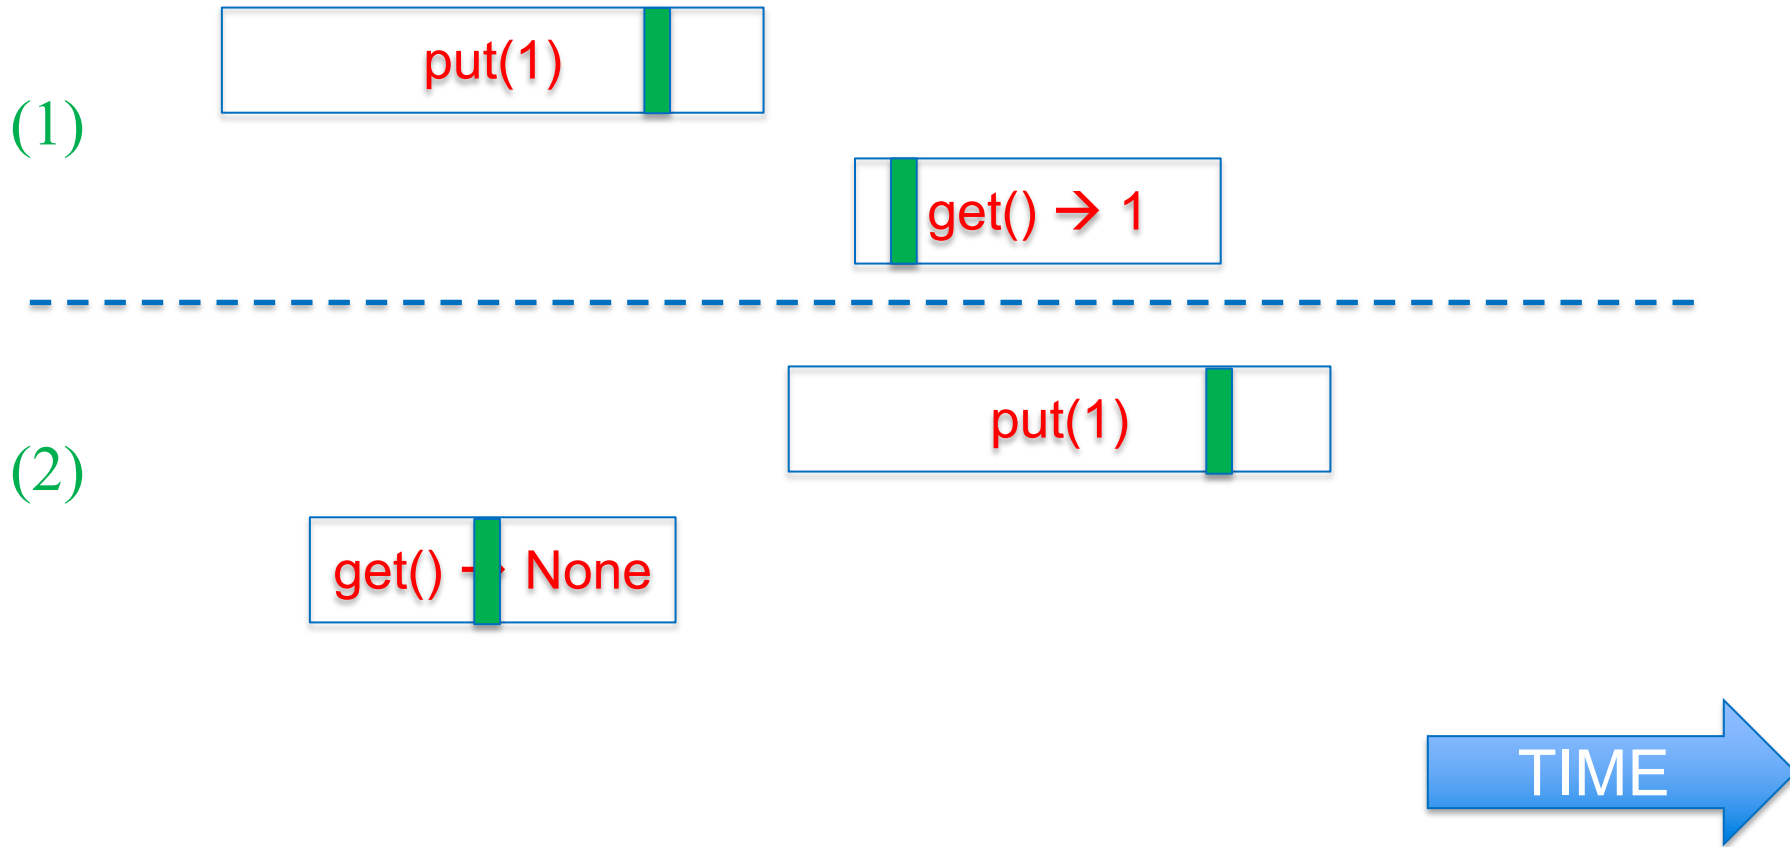 put(1)
(1)
get() → 1
put(1)
(2)
get() → None
TIME